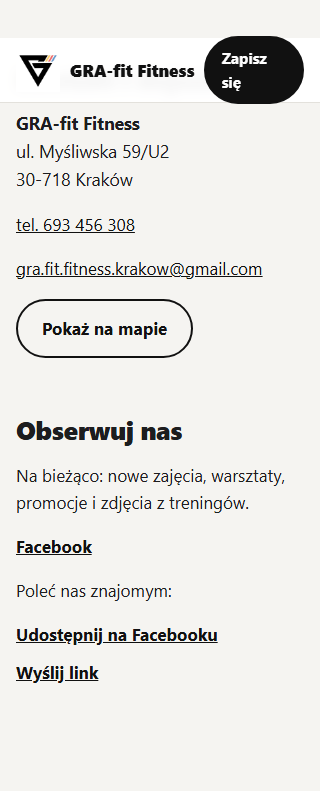 GRA-fit Fitness
Zapisz
się
GRA-fit Fitness
ul. Myśliwska 59/U2
30-718 Kraków
tel. 693 456 308
gra.fit.fitness.krakow@gmail.com
Pokaż na mapie
Obserwuj nas
Na bieżąco: nowe zajęcia, warsztaty,
promocje i zdjęcia z treningów.
Facebook
Poleć nas znajomym:
Udostępnij na Facebooku
Wyślij link